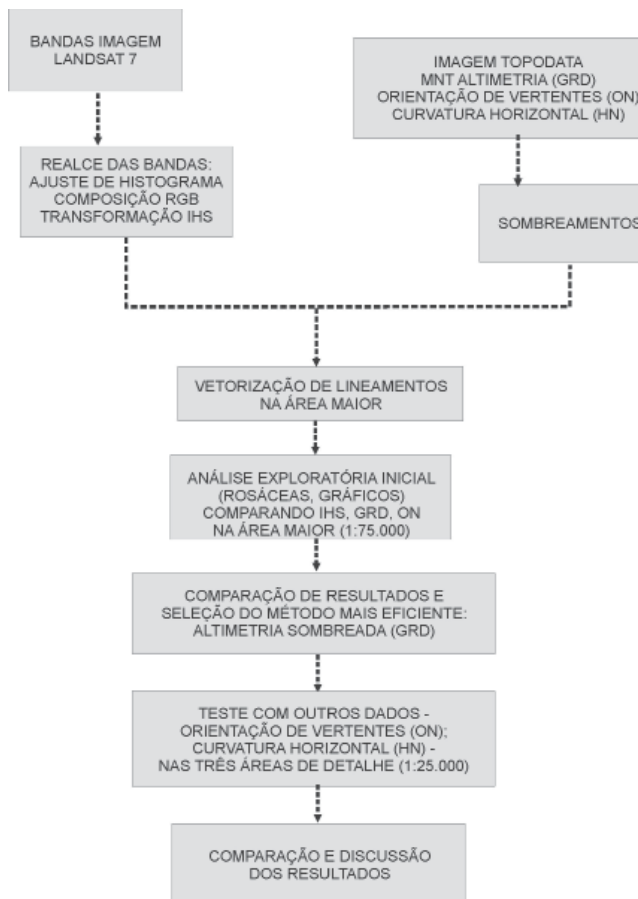 BANDAS IMAGEM
LANDSAT 7
IMAGEM TOPODATA
MNT ALTIMETRIA (GRD)
ORIENTAÇÃO DE VERTENTES (ON)
CURVATURA HORIZONTAL (HN)
REALCE DAS BANDAS:
AJUSTE DE HISTOGRAMA
COMPOSIÇÃO RGB
TRANSFORMAÇÃO IHS
SOMBREAMENTOS
VETORIZAÇÃO DE LINEAMENTOS
NA ÁREA MAIOR
ANÁLISE EXPLORATÓRIA INICIAL
(ROSÁCEAS, GRÁFICOS)
COMPARANDO IHS, GRD, ON
NA ÁREA MAIOR (1:75.000)
COMPARAÇÃO DE RESULTADOS E
SELEÇÃO DO MÉTODO MAIS EFICIENTE:
ALTIMETRIA SOMBREADA (GRD)
TESTE COM OUTROS DADOS -
ORIENTAÇÃO DE VERTENTES (ON);
CURVATURA HORIZONTAL (HN) -
NAS TRÊS ÁREAS DE DETALHE (1:25.000)
COMPARAÇÃO E DISCUSSÃO
DOS RESULTADOS